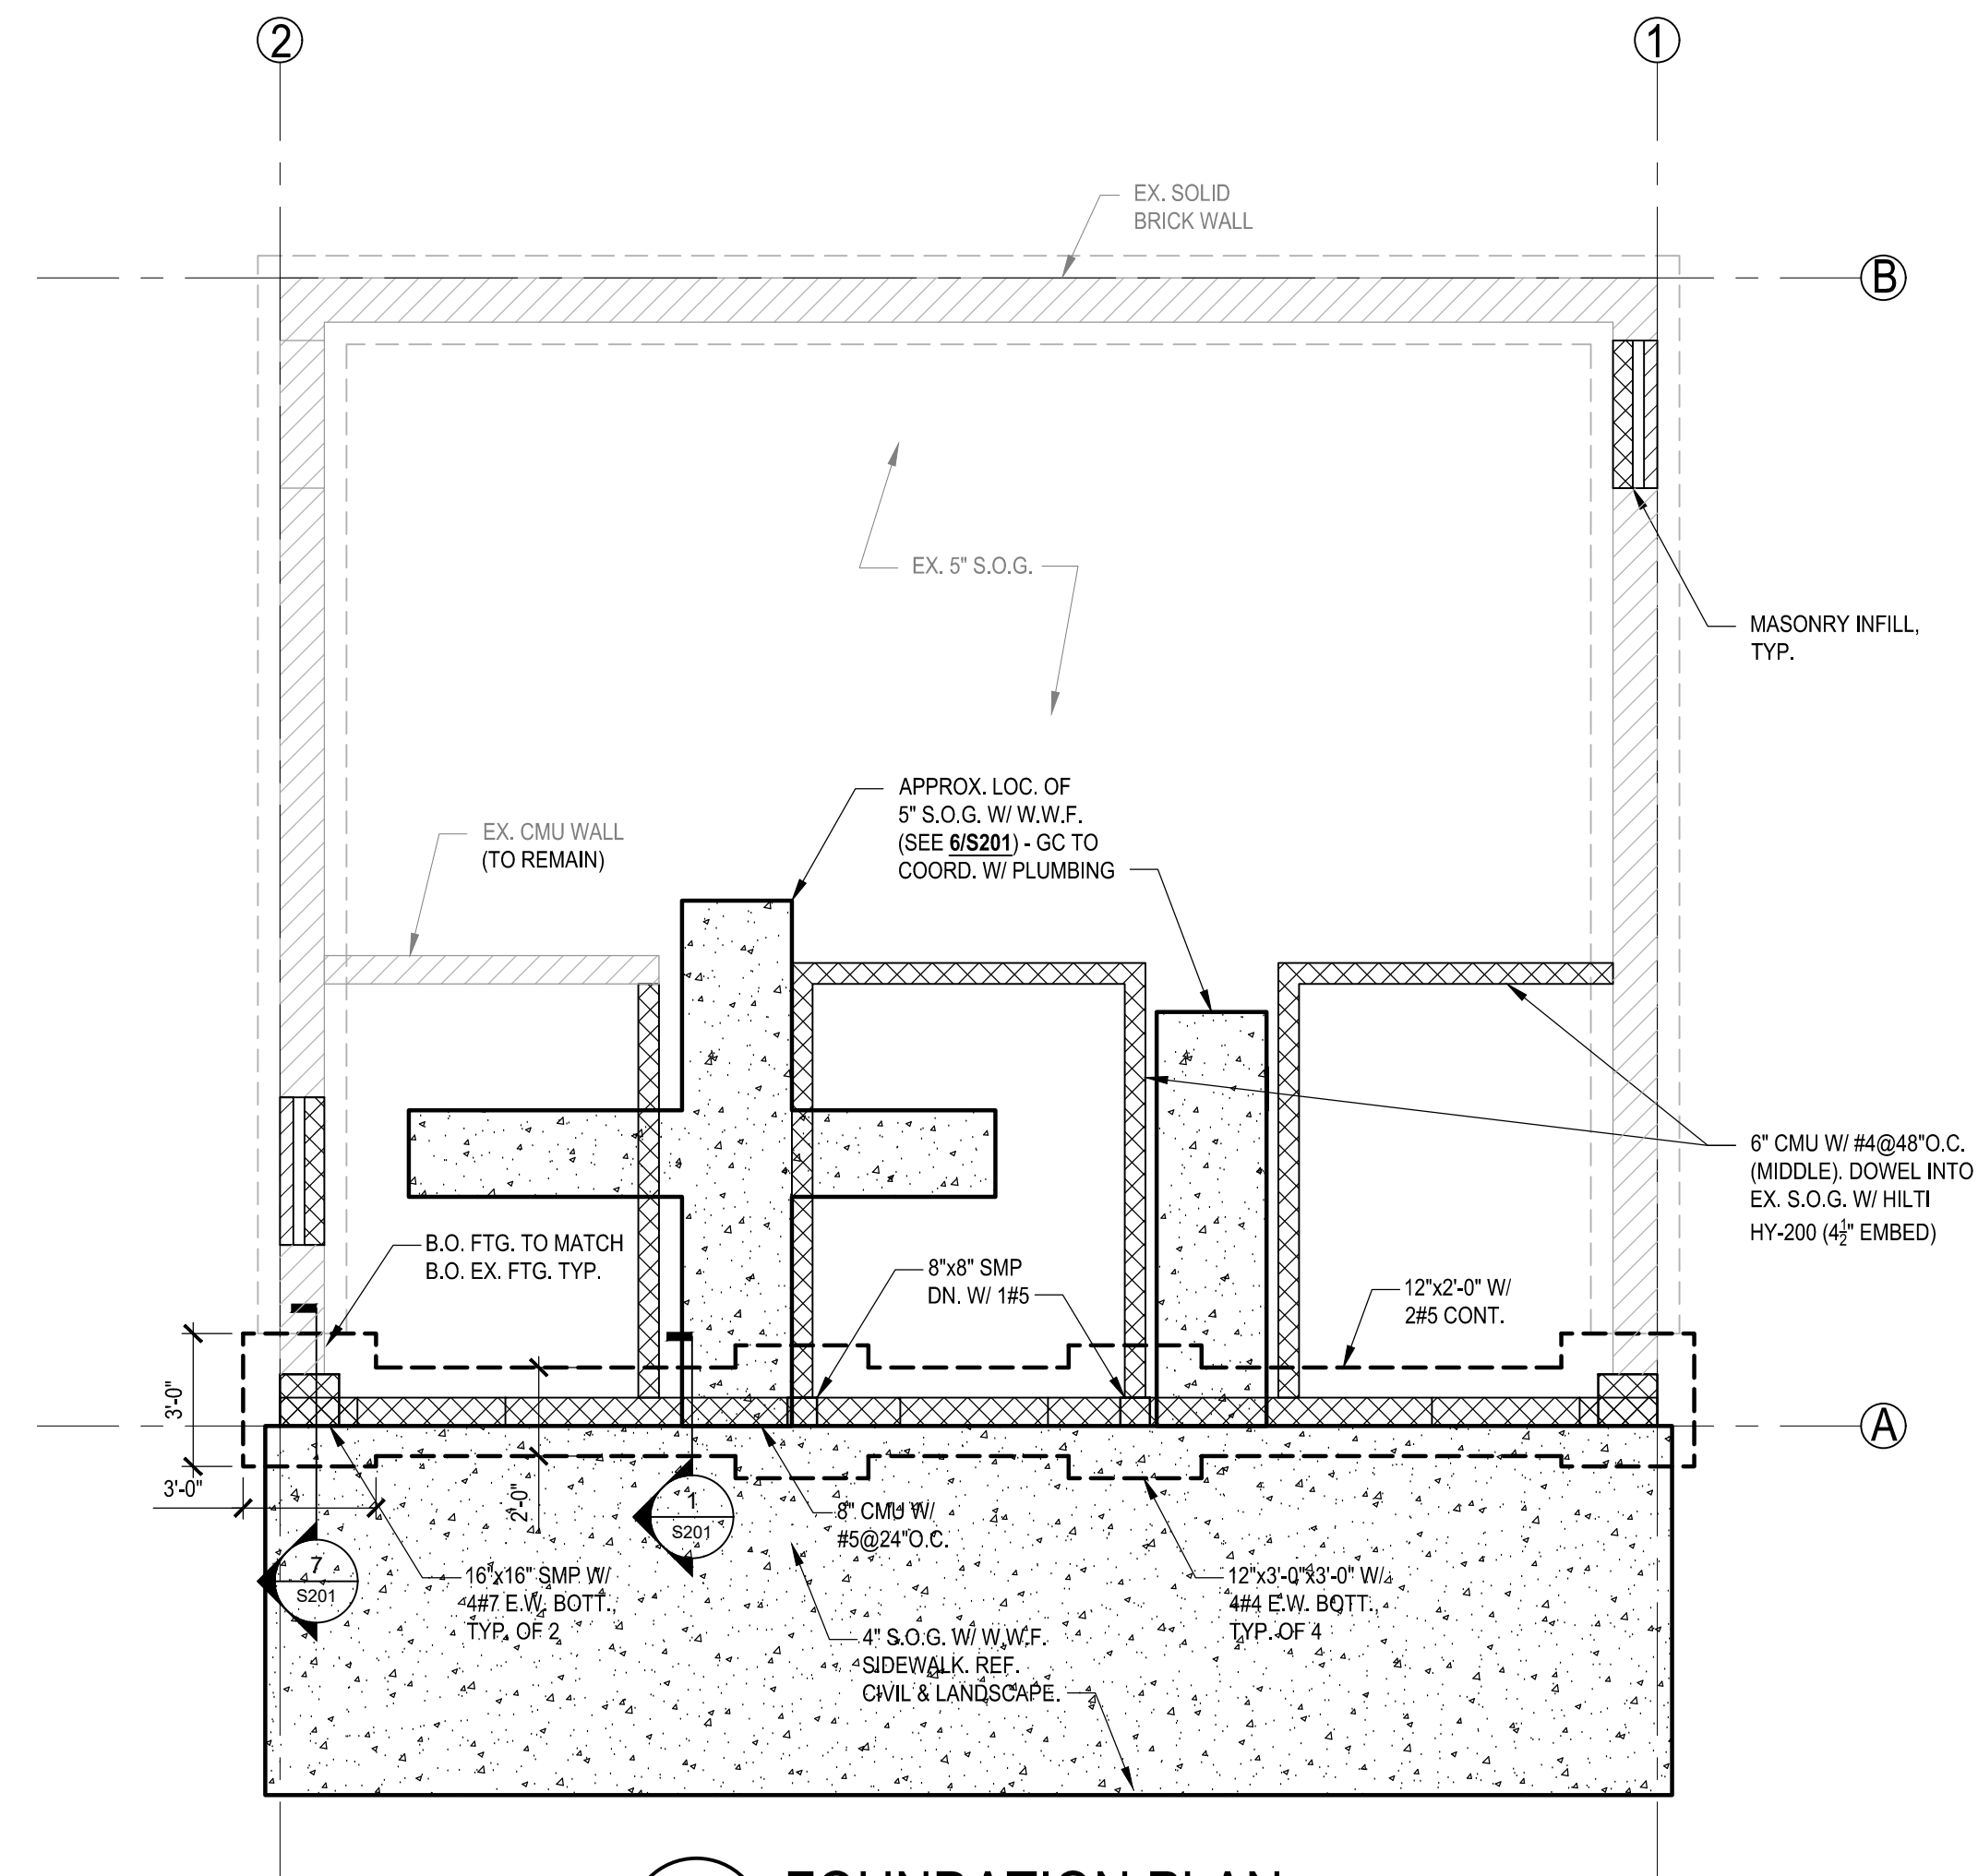 2
1
EX. SOLID
BRICK WALL
B
EX. 5" S.O.G.
MASONRY INFILL,
TYP.
APPROX. LOC. OF
5" S.O.G. W/ W.W.F.
(SEE 6/S201) - GC TO
COORD. W/ PLUMBING
EX. CMU WALL
(TO REMAIN)
6" CMU W/ #4@48"O.C.
(MIDDLE). DOWEL INTO
EX. S.O.G. W/ HILTI
HY-200 (4½" EMBED)
B.O. FTG. TO MATCH
B.O. EX. FTG. TYP.
8"x8" SMP
DN. W/ 1#5
12"x2'-0" W/
2#5 CONT.
3'-0"
A
3'-0"
2'-0"
1
S201
8" CMU W/
#5@24"O.C.
7
S201
16"x16" SMP W/
4#7 E.W. BOTT.,
TYP. OF 2
12"x3'-0"x3'-0" W/
4#4 E.W. BOTT.,
TYP. OF 4
4" S.O.G. W/ W.W.F.
SIDEWALK. REF.
CIVIL & LANDSCAPE.
FOUNDATION PLAN